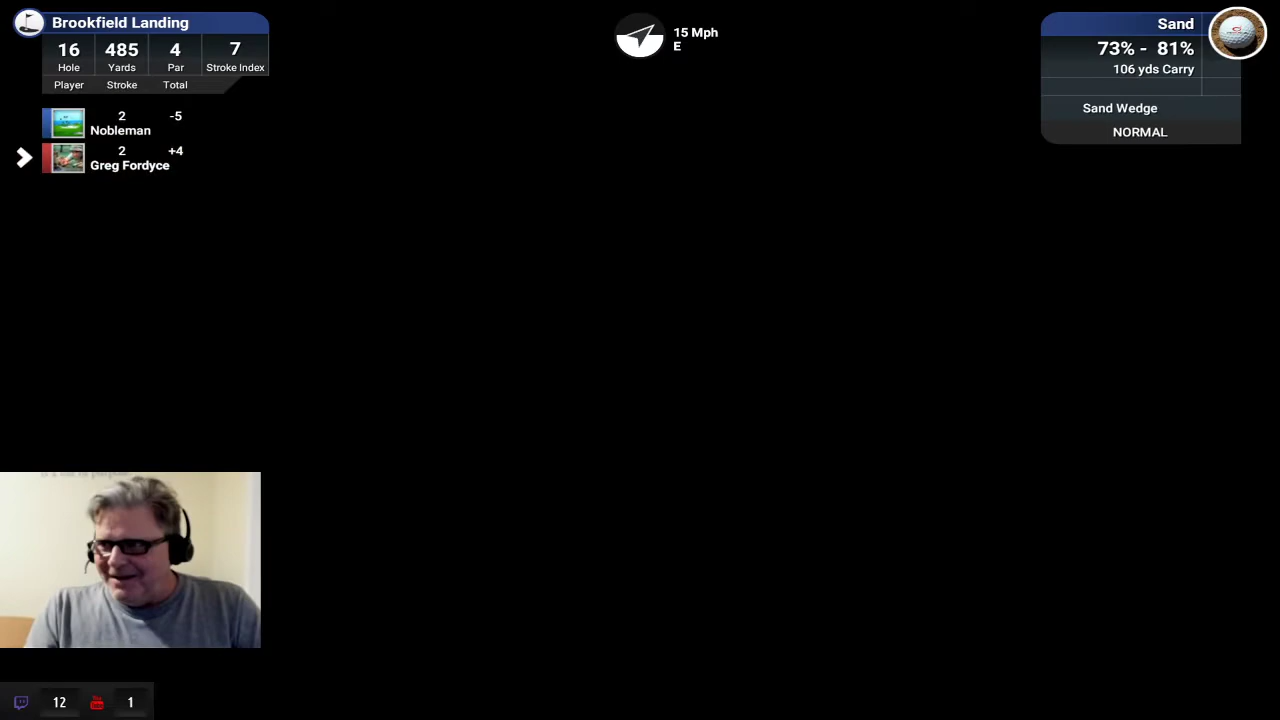 Brookfield Landing
16 485 4 7
Hole Yards Par Stroke Index
Player Stroke Total
2 -5
Nobleman
2 +4
Greg Fordyce
15 Mph
E
Sand
73% - 81%
106 yds Carry
Sand Wedge
NORMAL
12 1